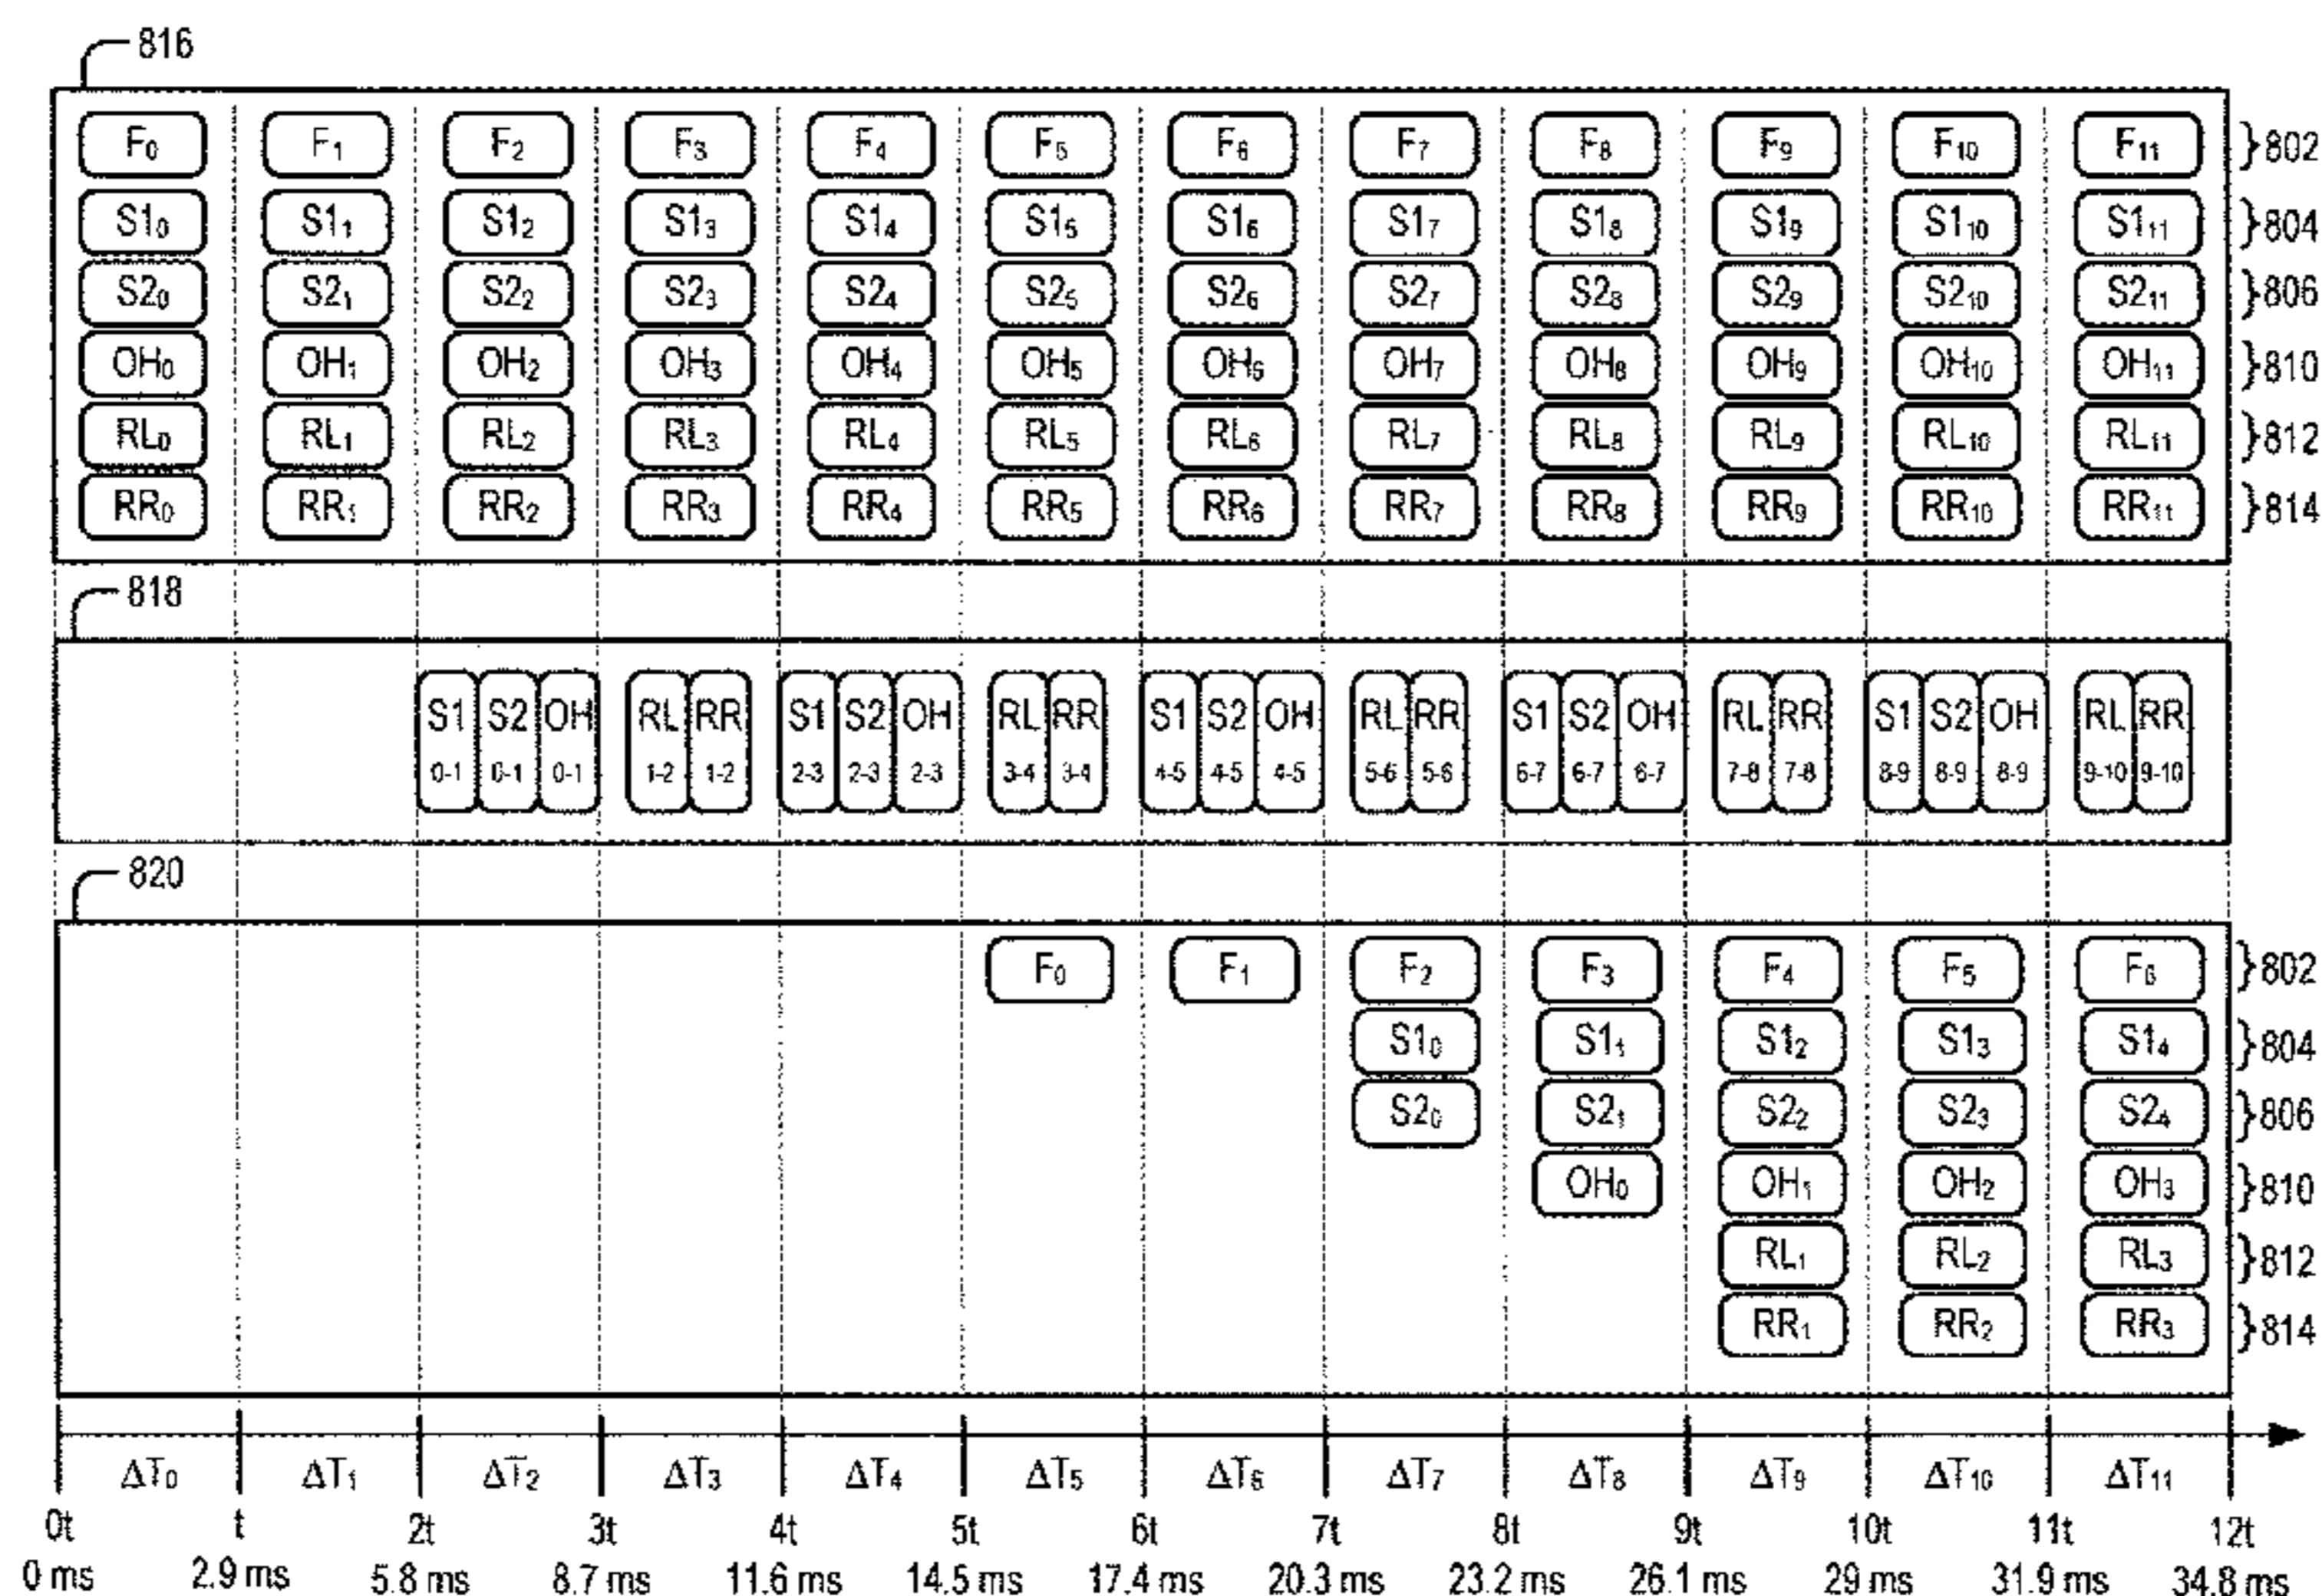 816
F0 F1 F2 F3 F4 F5 F6 F7 F8 F9 F10 F11 }802
S10 S11 S12 S13 S14 S15 S16 S17 S18 S19 S110 S111 }804
S20 S21 S22 S23 S24 S25 S26 S27 S28 S29 S210 S211 }806
OH0 OH1 OH2 OH3 OH4 OH5 OH6 OH7 OH8 OH9 OH10 OH11 }810
RL0 RL1 RL2 RL3 RL4 RL5 RL6 RL7 RL8 RL9 RL10 RL11 }812
RR0 RR1 RR2 RR3 RR4 RR5 RR6 RR7 RR8 RR9 RR10 RR11 }814
818
S1 S2 OH RL RR S1 S2 OH RL RR S1 S2 OH RL RR S1 S2 OH RL RR S1 S2 OH RL RR
0-1 0-1 0-1 1-2 1-2 2-3 2-3 2-3 3-4 3-4 4-5 4-5 4-5 5-6 5-6 6-7 6-7 6-7 7-8 7-8 8-9 8-9 8-9 9-10 9-10
820
F0 F1 F2 F3 F4 F5 F6 }802
S10 S11 S12 S13 S14 }804
S20 S21 S22 S23 S24 }806
OH0 OH1 OH2 OH3 }810
RL1 RL2 RL3 }812
RR1 RR2 RR3 }814
ΔT0 ΔT1 ΔT2 ΔT3 ΔT4 ΔT5 ΔT6 ΔT7 ΔT8 ΔT9 ΔT10 ΔT11
0t t 2t 3t 4t 5t 6t 7t 8t 9t 10t 11t 12t
0 ms 2.9 ms 5.8 ms 8.7 ms 11.6 ms 14.5 ms 17.4 ms 20.3 ms 23.2 ms 26.1 ms 29 ms 31.9 ms 34.8 ms